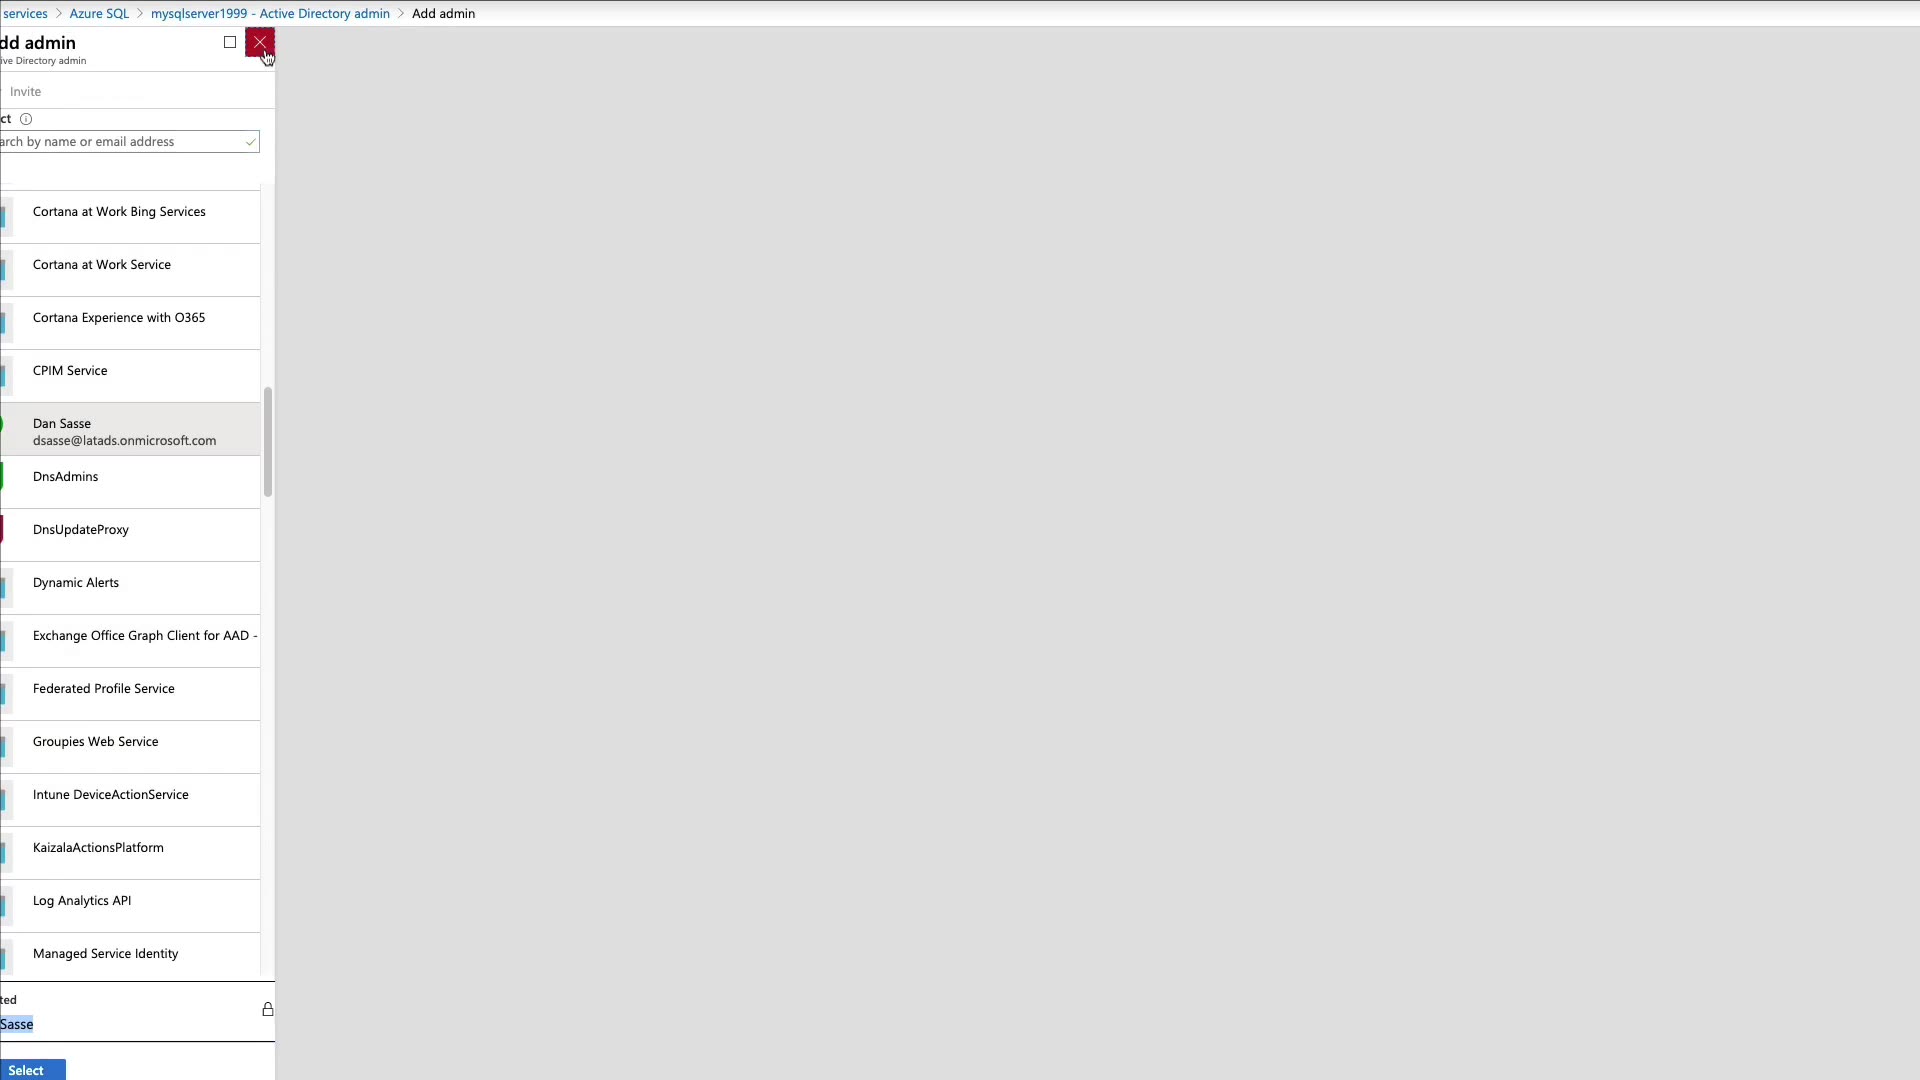 services > Azure SQL > mysqlserver1999 - Active Directory admin > Add admin
dd admin
ive Directory admin
Invite
ct
arch by name or email address
Cortana at Work Bing Services
Cortana at Work Service
Cortana Experience with O365
CPIM Service
Dan Sasse
dsasse@latads.onmicrosoft.com
DnsAdmins
DnsUpdateProxy
Dynamic Alerts
Exchange Office Graph Client for AAD -
Federated Profile Service
Groupies Web Service
Intune DeviceActionService
KaizalaActionsPlatform
Log Analytics API
Managed Service Identity
ted
Sasse
Select